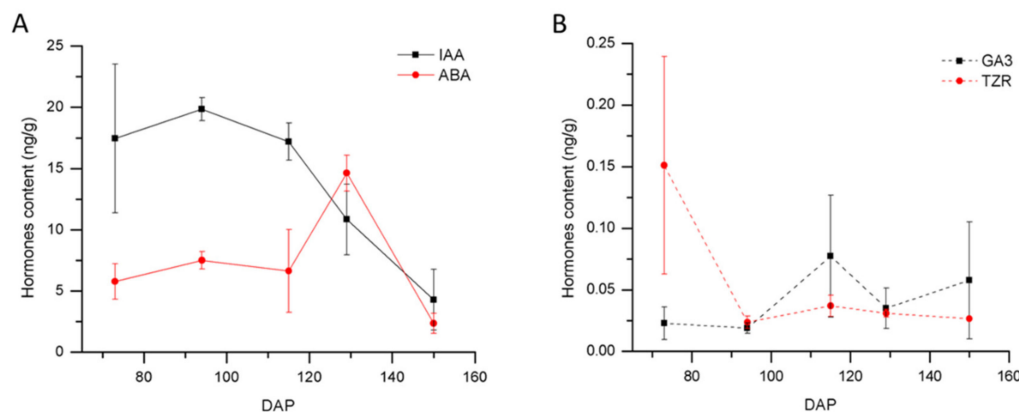 A
IAA
ABA
Hormones content (ng/g)
25
20
15
10
5
0
80 100 120 140 160
DAP
B
GA3
TZR
Hormones content (ng/g)
0.25
0.20
0.15
0.10
0.05
0.00
80 100 120 140 160
DAP